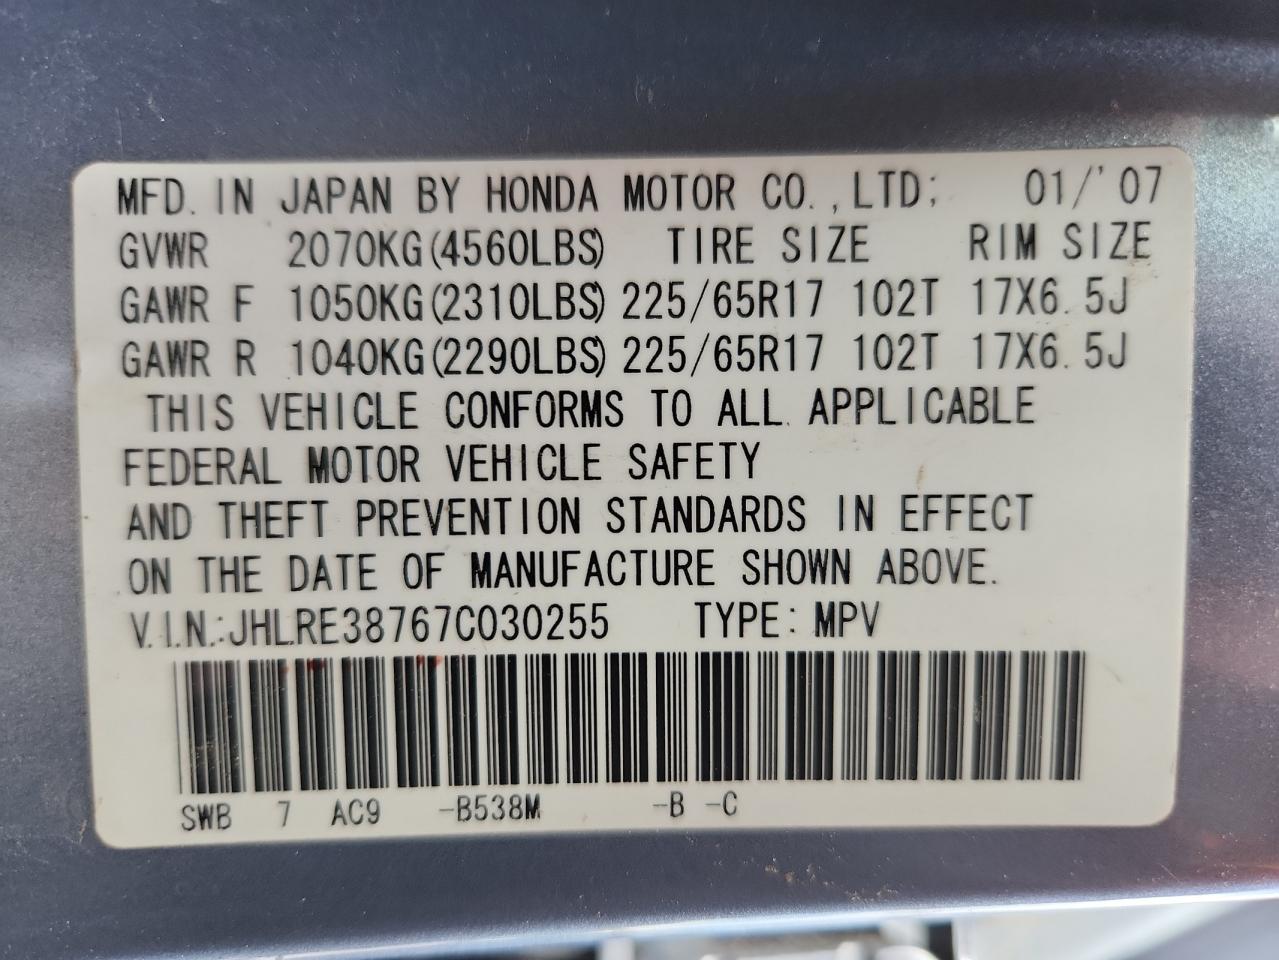 MFD. IN JAPAN BY HONDA MOTOR CO.,LTD; 01/'07
GVWR 2070KG(4560LBS) TIRE SIZE RIM SIZE
GAWR F 1050KG(2310LBS) 225/65R17 102T 17X6.5J
GAWR R 1040KG(2290LBS) 225/65R17 102T 17X6.5J
THIS VEHICLE CONFORMS TO ALL APPLICABLE
FEDERAL MOTOR VEHICLE SAFETY
AND THEFT PREVENTION STANDARDS IN EFFECT
ON THE DATE OF MANUFACTURE SHOWN ABOVE.
V.I.N.:JHLRE38767C030255 TYPE: MPV
SWB 7 AC9 -B538M -B -C